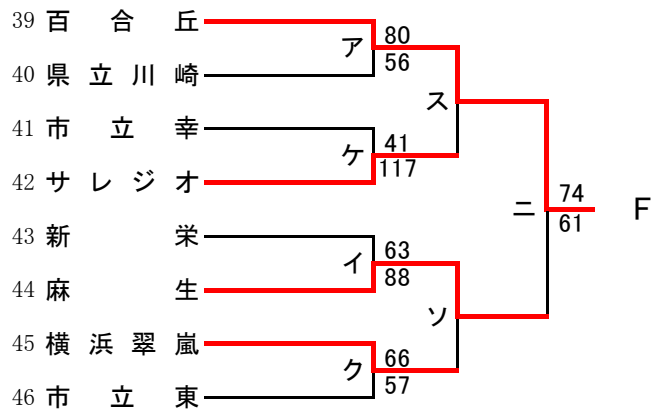 39 百合丘
ア 80
56
40 県立川崎
ス
41 市立幸
ケ 41
117
42 サレジオ
ニ 74
61
F
43 新栄
イ 63
88
44 麻生
ソ
45 横浜翠嵐
ク 66
57
46 市立東